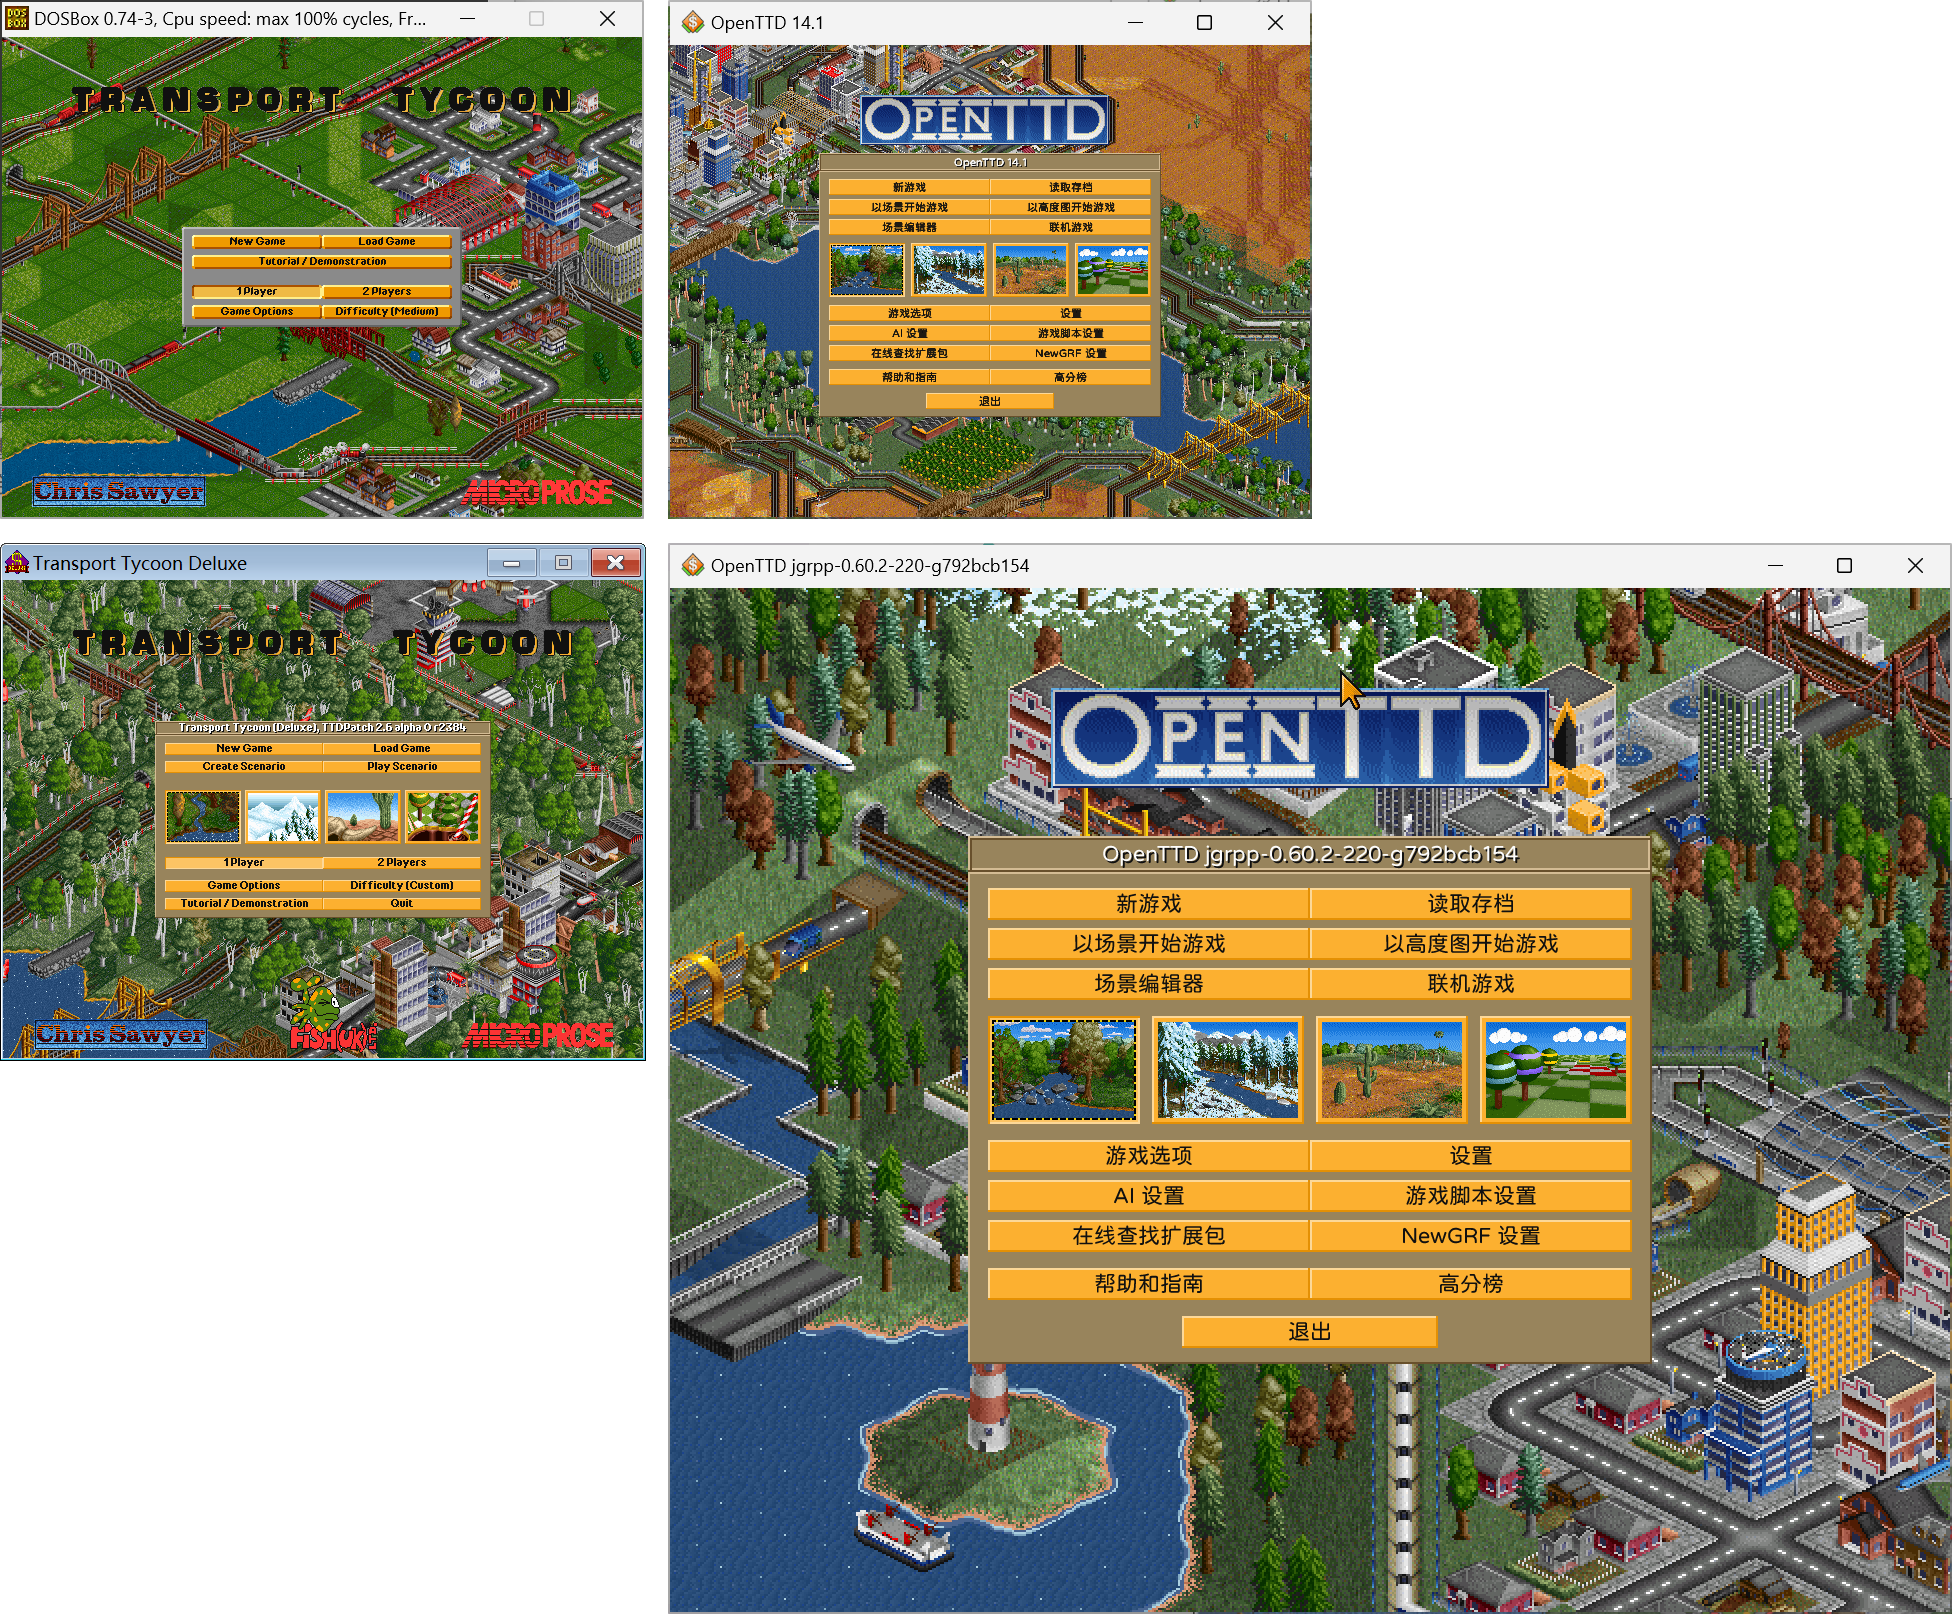 DOSBox 0.74-3, Cpu speed: max 100% cycles, Fr...
TRANSPORT TYCOON
New Game
Load Game
Tutorial / Demonstration
1 Player
2 Players
Game Options
Difficulty (Medium)
Chris Sawyer
MICROPROSE
OpenTTD 14.1
OPENTTD
OpenTTD 14.1
新游戏
读取存档
以场景开始游戏
以高度图开始游戏
场景编辑器
联机游戏
游戏选项
设置
AI 设置
游戏脚本设置
在线查找扩展包
NewGRF 设置
帮助和指南
高分榜
退出
Transport Tycoon Deluxe
TRANSPORT TYCOON
Transport Tycoon (Deluxe), TTDPatch 2.6 alpha 0 r2384
New Game
Load Game
Create Scenario
Play Scenario
1 Player
2 Players
Game Options
Difficulty (Custom)
Tutorial / Demonstration
Quit
Chris Sawyer
FISH UK
MICROPROSE
OpenTTD jgrpp-0.60.2-220-g792bcb154
OPENTTD
OpenTTD jgrpp-0.60.2-220-g792bcb154
新游戏
读取存档
以场景开始游戏
以高度图开始游戏
场景编辑器
联机游戏
游戏选项
设置
AI 设置
游戏脚本设置
在线查找扩展包
NewGRF 设置
帮助和指南
高分榜
退出